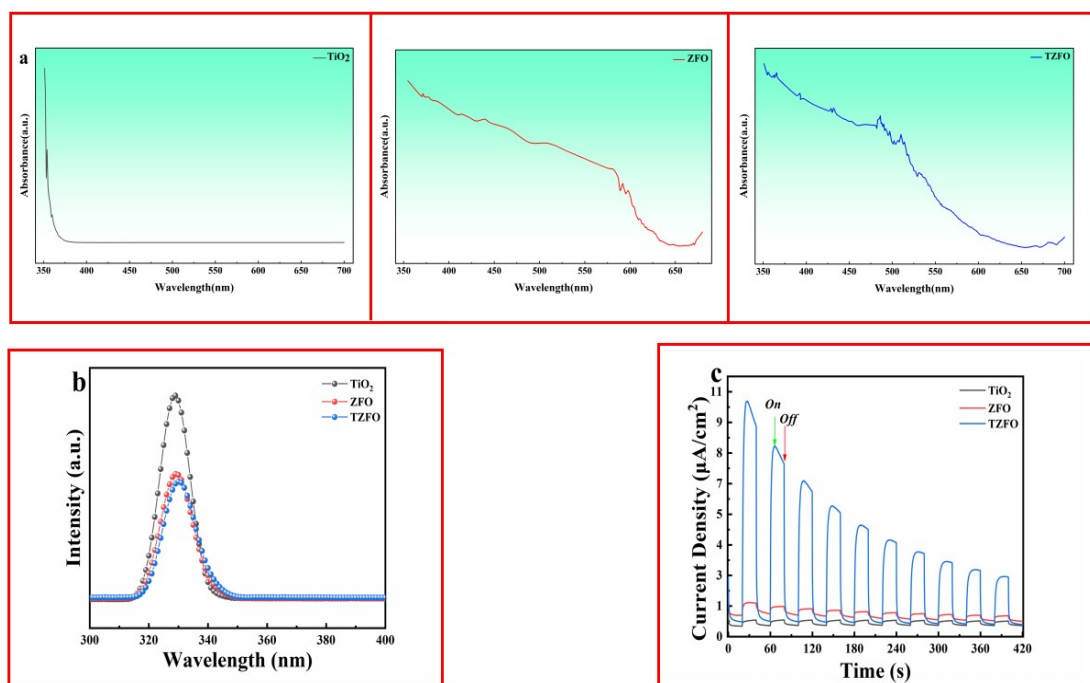 a
TiO2
Absorbance(a.u.)
350 400 450 500 550 600 650 700
Wavelength(nm)
ZFO
Absorbance(a.u.)
400 450 500 550 600 650
Wavelength(nm)
TZFO
Absorbance(a.u.)
350 400 450 500 550 600 650 700
Wavelength(nm)
b
TiO2
ZFO
TZFO
Intensity (a.u.)
300 320 340 360 380 400
Wavelength (nm)
c
TiO2
ZFO
TZFO
On
Off
Current Density (µA/cm2)
11
10
8
7
5
4
3
1
0
0 60 120 180 240 300 360 420
Time (s)